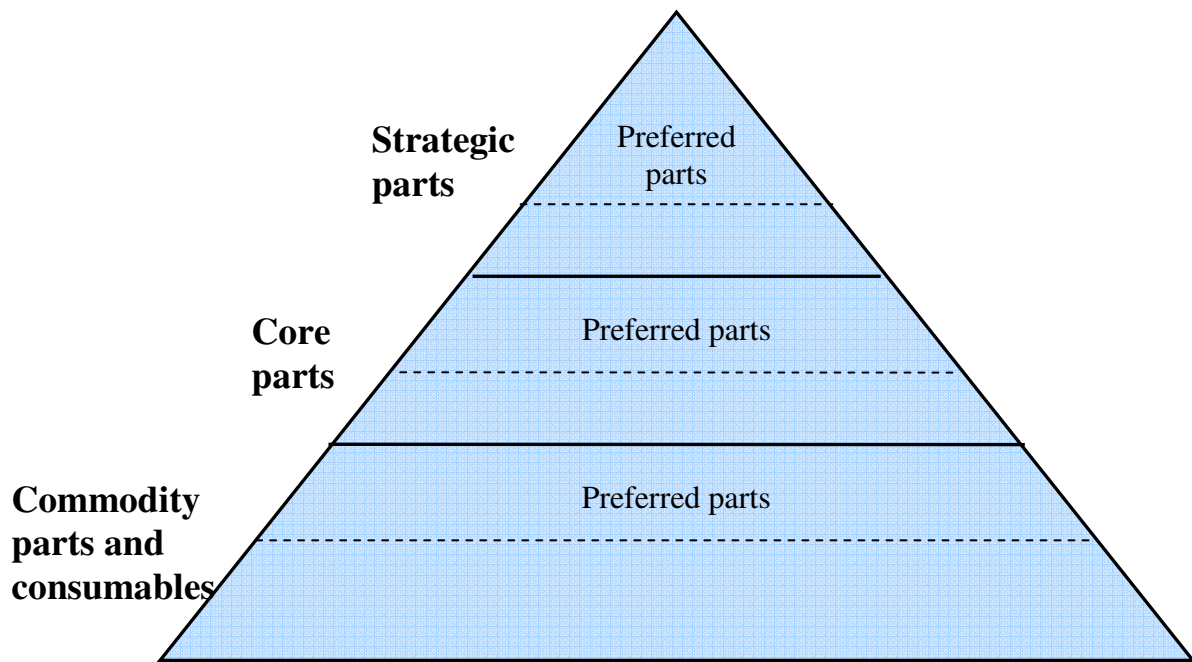 Strategic
parts
Preferred
parts
Core
parts
Preferred parts
Commodity
parts and
consumables
Preferred parts